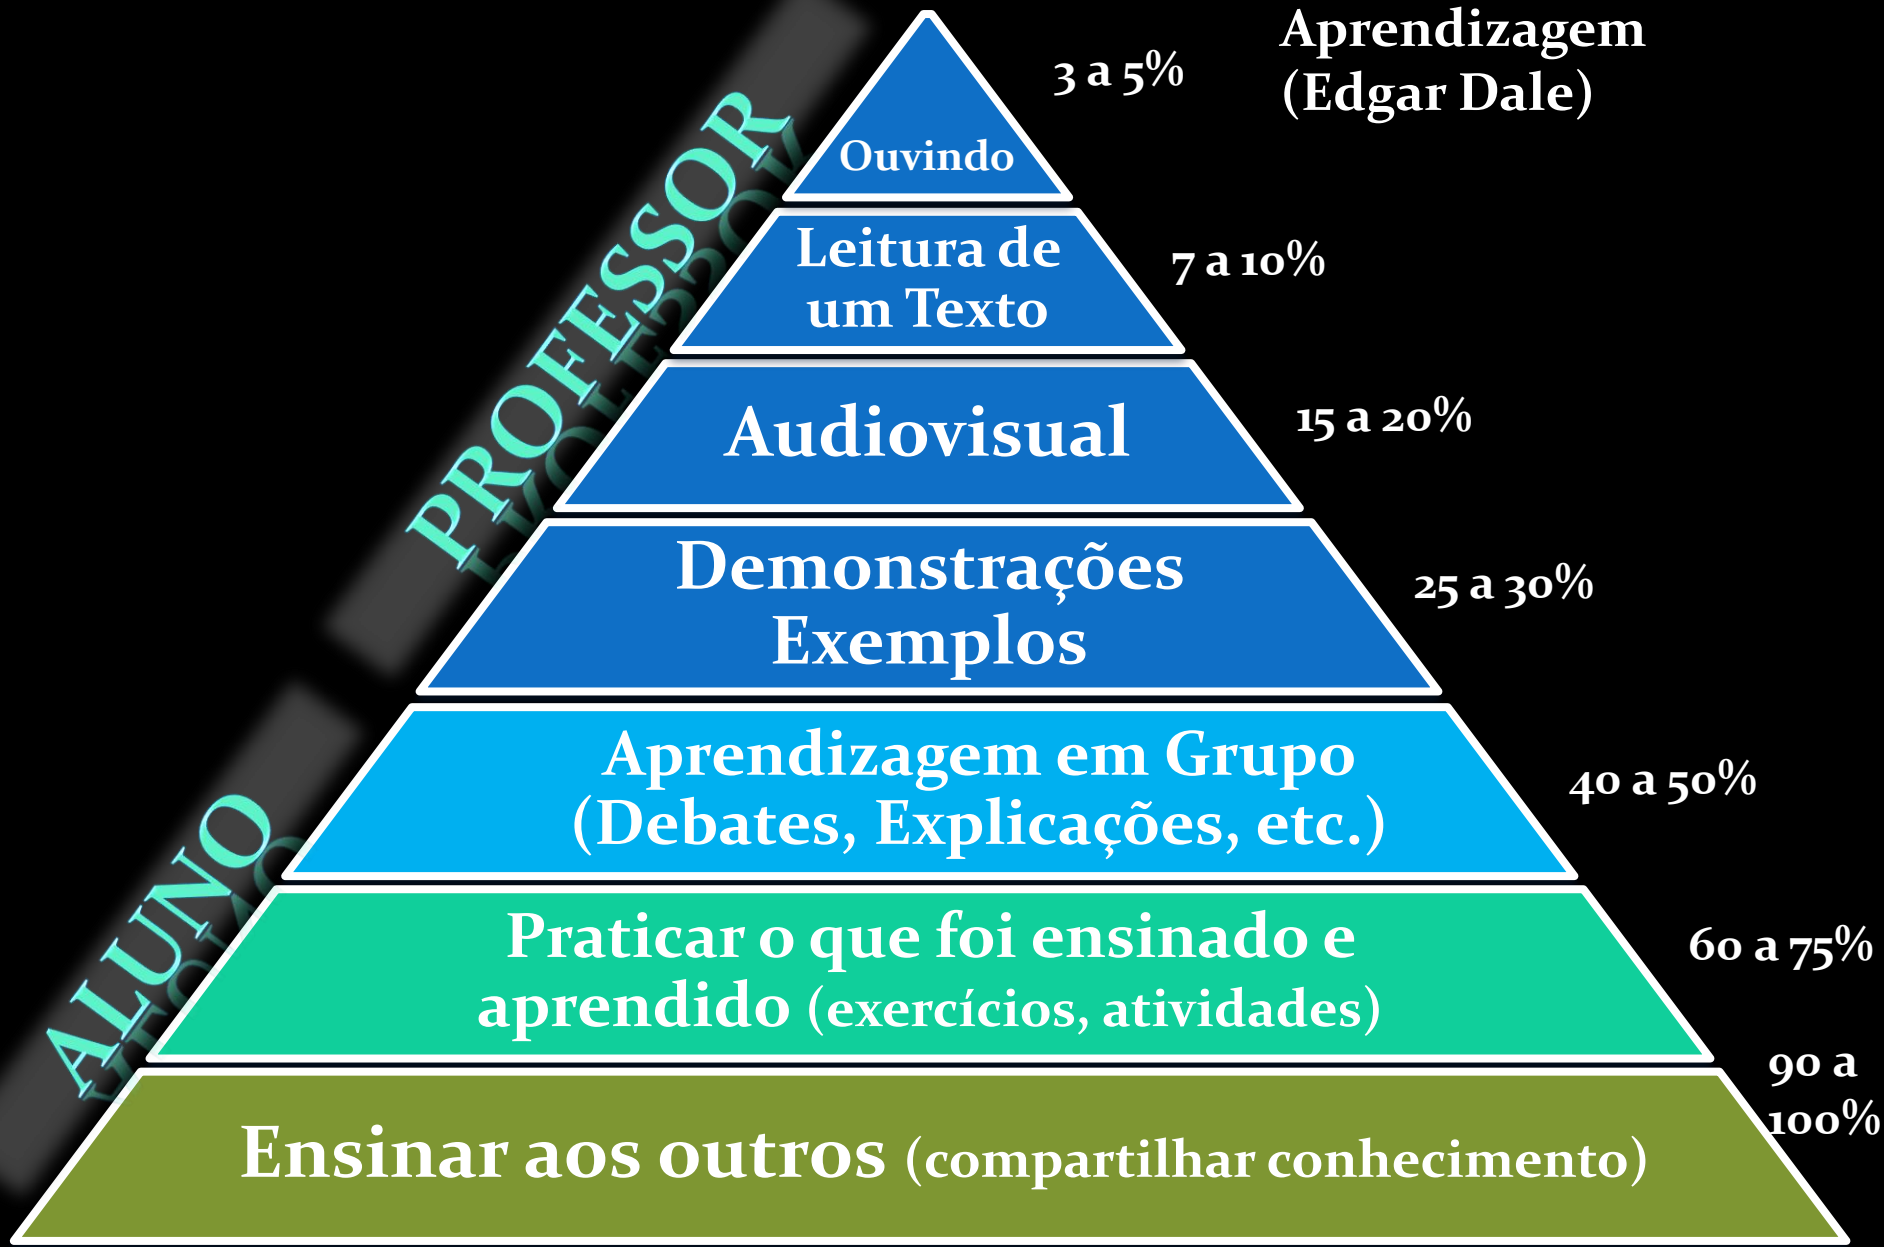 Aprendizagem
(Edgar Dale)
PROFESSOR
ALUNO
Ouvindo
3 a 5%
Leitura de
um Texto
7 a 10%
Audiovisual
15 a 20%
Demonstrações
Exemplos
25 a 30%
Aprendizagem em Grupo
(Debates, Explicações, etc.)
40 a 50%
Praticar o que foi ensinado e
aprendido (exercícios, atividades)
60 a 75%
Ensinar aos outros (compartilhar conhecimento)
90 a
100%